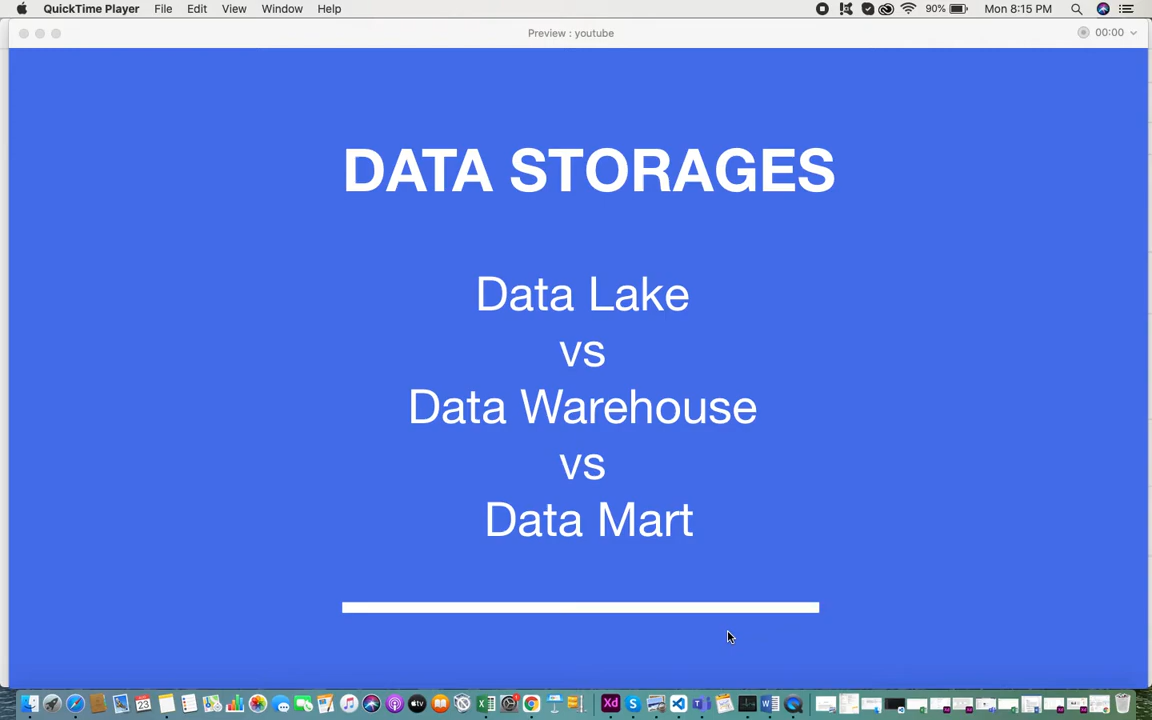 QuickTime Player File Edit View Window Help 90% Mon 8:15 PM
Preview : youtube 00:00
DATA STORAGES
Data Lake
vs
Data Warehouse
vs
Data Mart